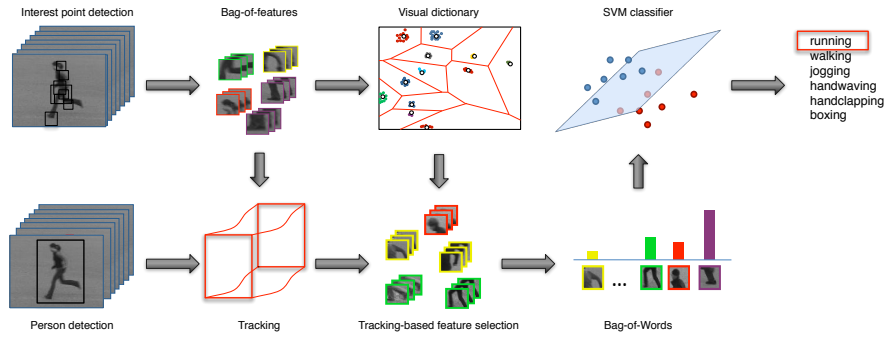 Interest point detection
Bag-of-features
Visual dictionary
SVM classifier
running
walking
jogging
handwaving
handclapping
boxing
...
Person detection
Tracking
Tracking-based feature selection
Bag-of-Words